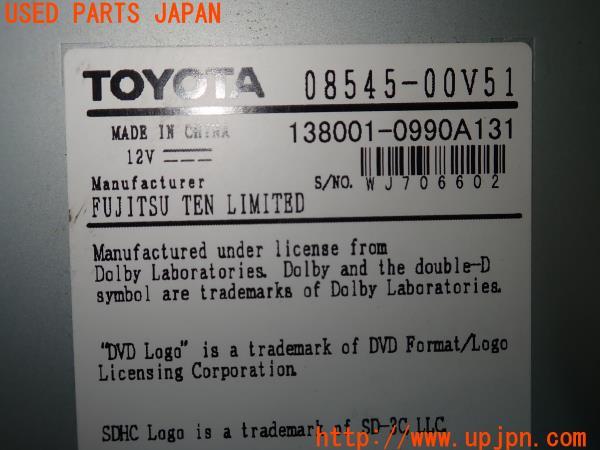 USED PARTS JAPAN
TOYOTA 08545-00V51
MADE IN CHINA 138001-0990A131
12V
Manufacturer S/NO. WJ706602
FUJITSU TEN LIMITED
Manufactured under license from
Dolby Laboratories. Dolby and the double-D
symbol are trademarks of Dolby Laboratories.
"DVD Logo" is a trademark of DVD Format/Logo
Licensing Corporation.
SDHC Logo is a trademark of SD-3C,LLC.
http://www.upjpn.com